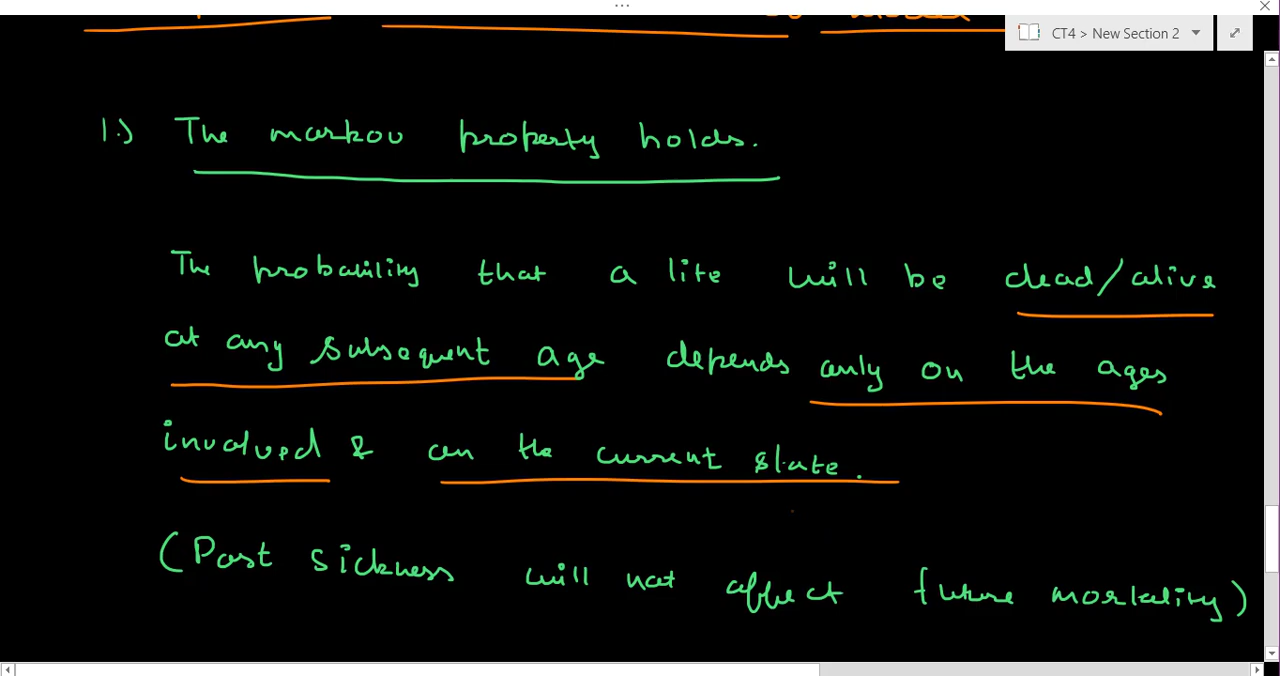 CT4 > New Section 2
1.) The markov property holds.
The probability that a life will be dead/alive
at any subsequent age depends only on the ages
involved & on the current state.
(Past sickness will not affect future mortality)